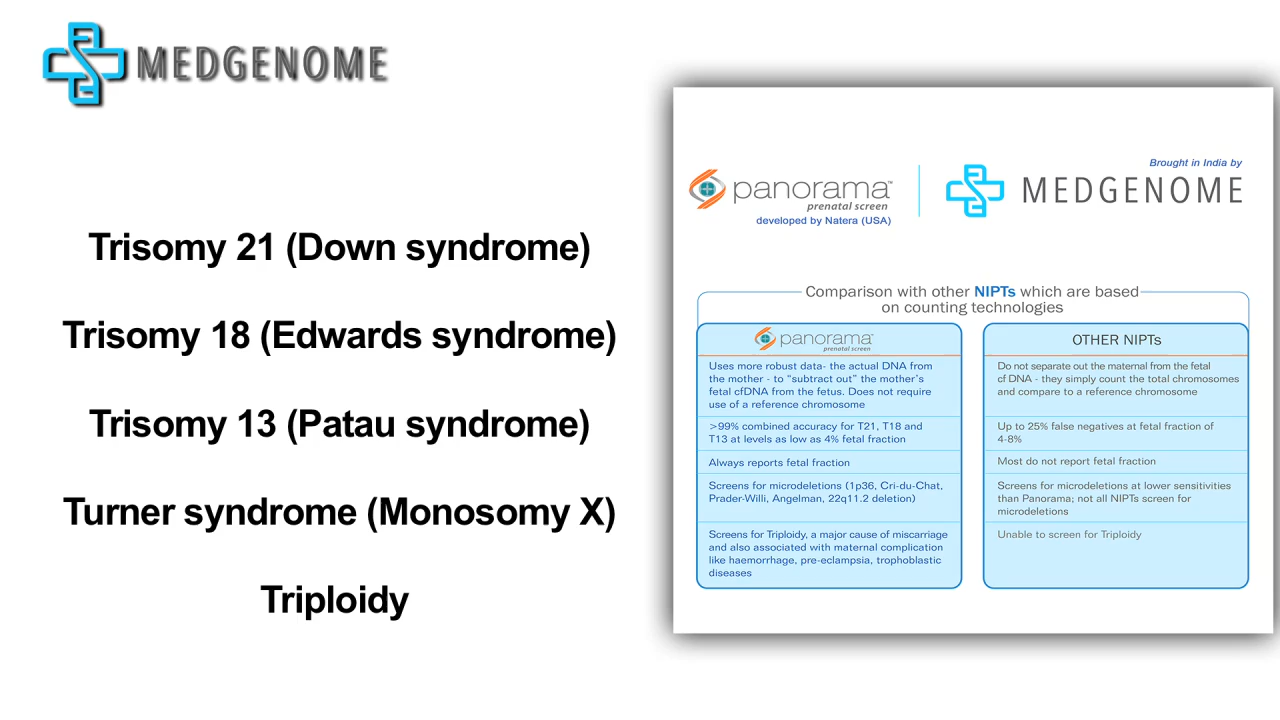 MEDGENOME
Trisomy 21 (Down syndrome)
Trisomy 18 (Edwards syndrome)
Trisomy 13 (Patau syndrome)
Turner syndrome (Monosomy X)
Triploidy
panorama™
prenatal screen
developed by Natera (USA)
Brought in India by
MEDGENOME
Comparison with other NIPTs which are based
on counting technologies
panorama™
prenatal screen
Uses more robust data- the actual DNA from
the mother - to “subtract out” the mother’s
fetal cfDNA from the fetus. Does not require
use of a reference chromosome
>99% combined accuracy for T21, T18 and
T13 at levels as low as 4% fetal fraction
Always reports fetal fraction
Screens for microdeletions (1p36, Cri-du-Chat,
Prader-Willi, Angelman, 22q11.2 deletion)
Screens for Triploidy, a major cause of miscarriage
and also associated with maternal complication
like haemorrhage, pre-eclampsia, trophoblastic
diseases
OTHER NIPTs
Do not separate out the maternal from the fetal
cf DNA - they simply count the total chromosomes
and compare to a reference chromosome
Up to 25% false negatives at fetal fraction of
4-8%
Most do not report fetal fraction
Screens for microdeletions at lower sensitivities
than Panorama; not all NIPTs screen for
microdeletions
Unable to screen for Triploidy